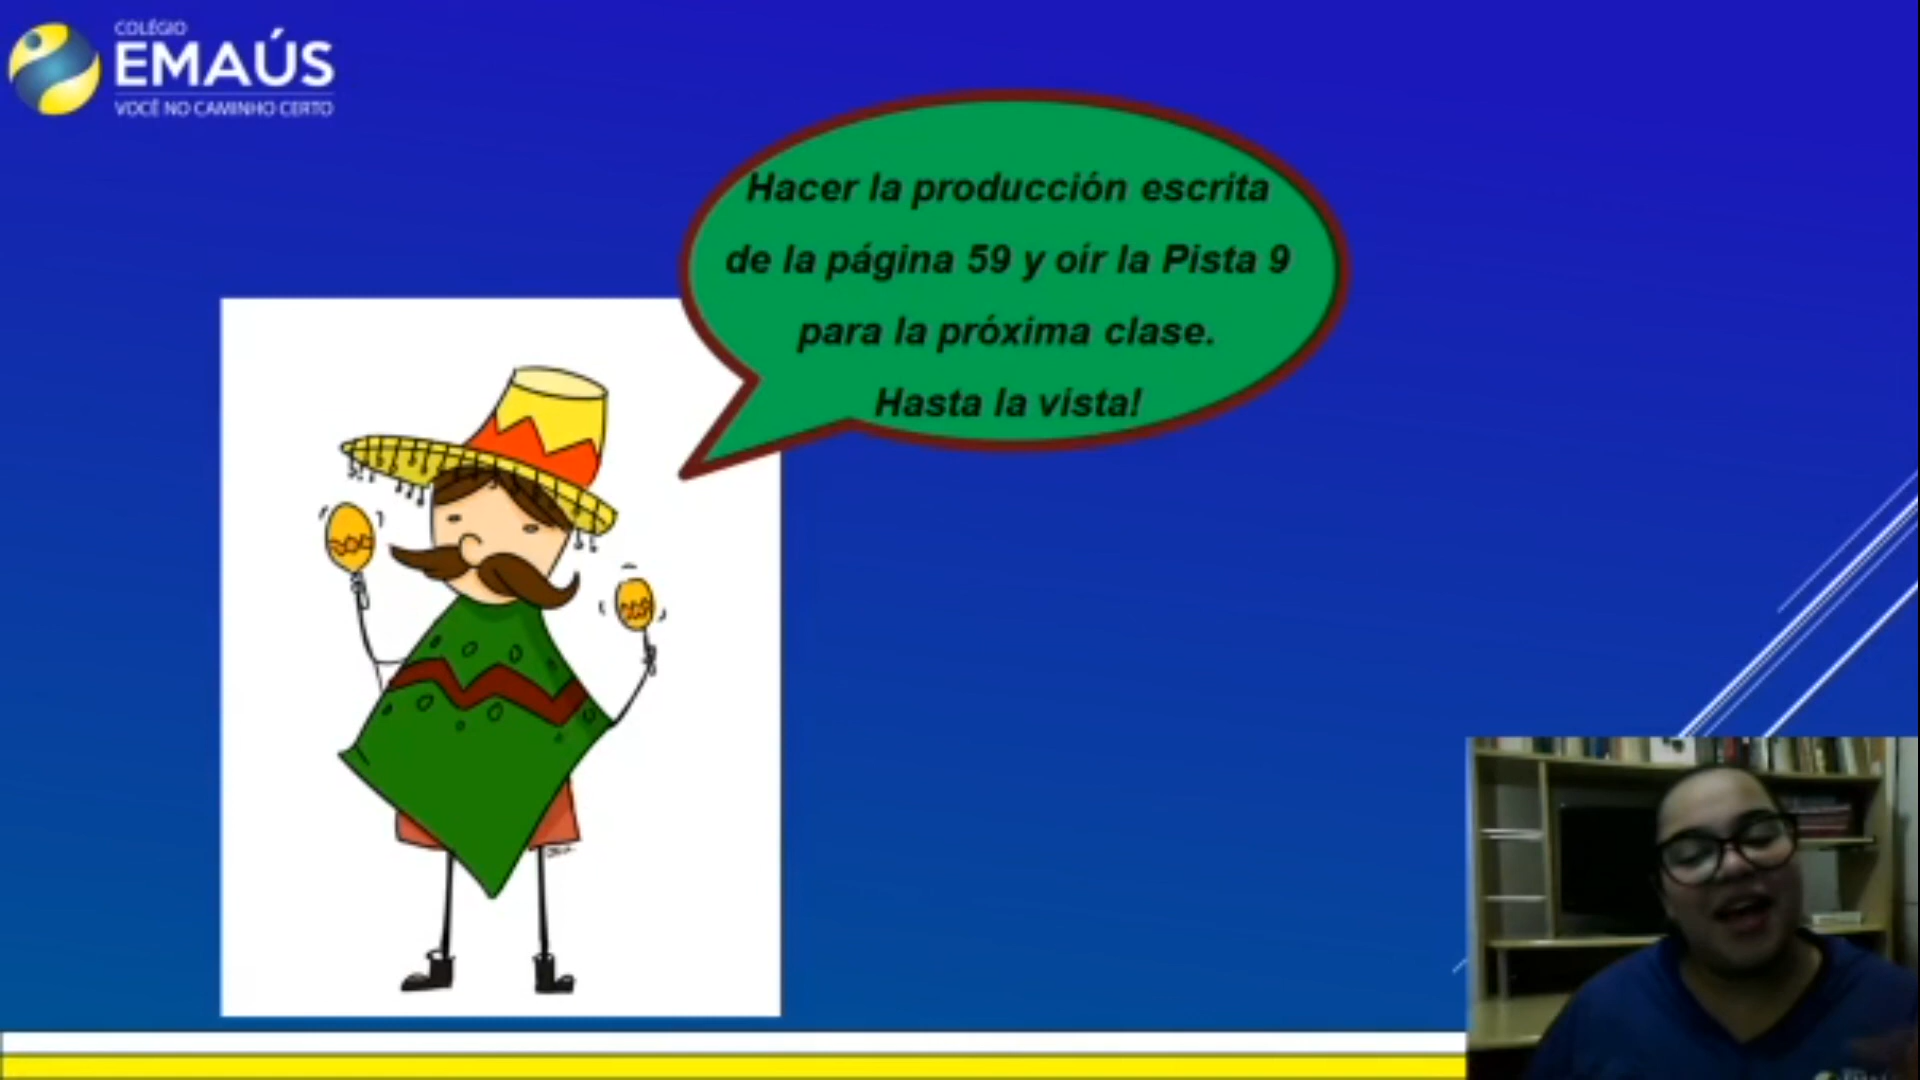 COLÉGIO
EMAÚS
VOCÊ NO CAMINHO CERTO
Hacer la producción escrita
de la página 59 y oír la Pista 9
para la próxima clase.
Hasta la vista!